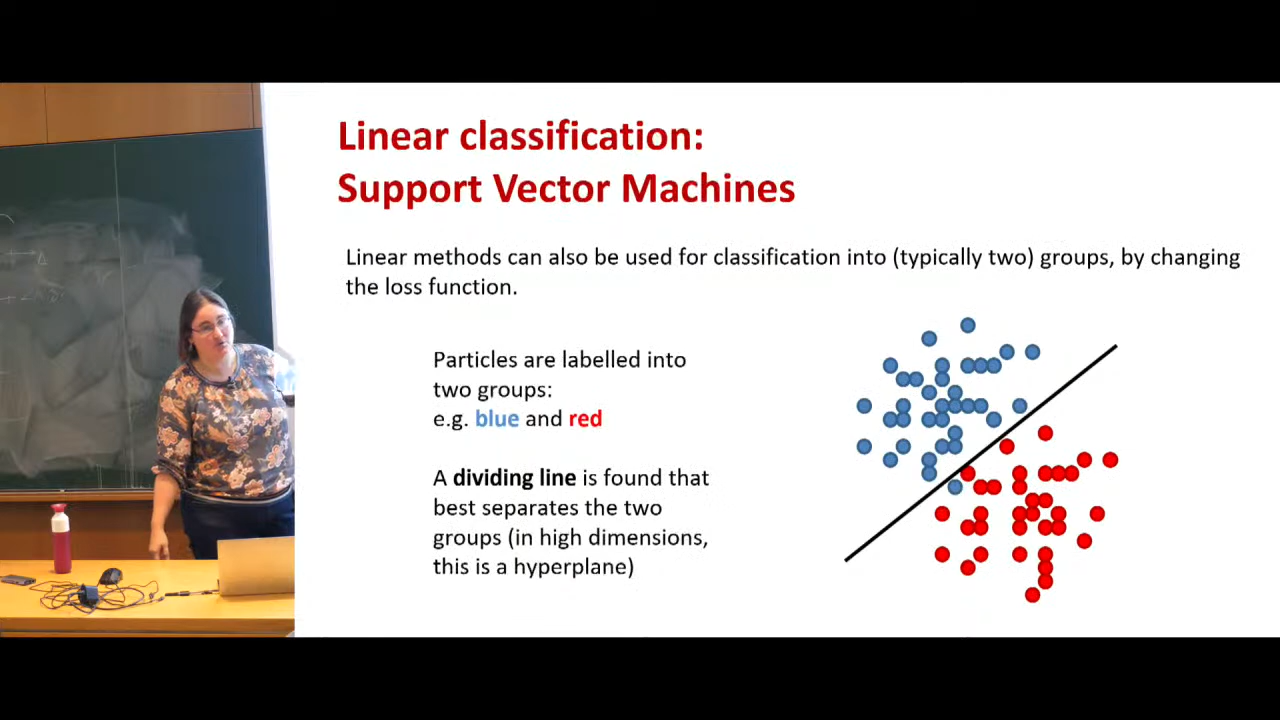 Linear classification:
Support Vector Machines
Linear methods can also be used for classification into (typically two) groups, by changing
the loss function.
Particles are labelled into
two groups:
e.g. blue and red
A dividing line is found that
best separates the two
groups (in high dimensions,
this is a hyperplane)